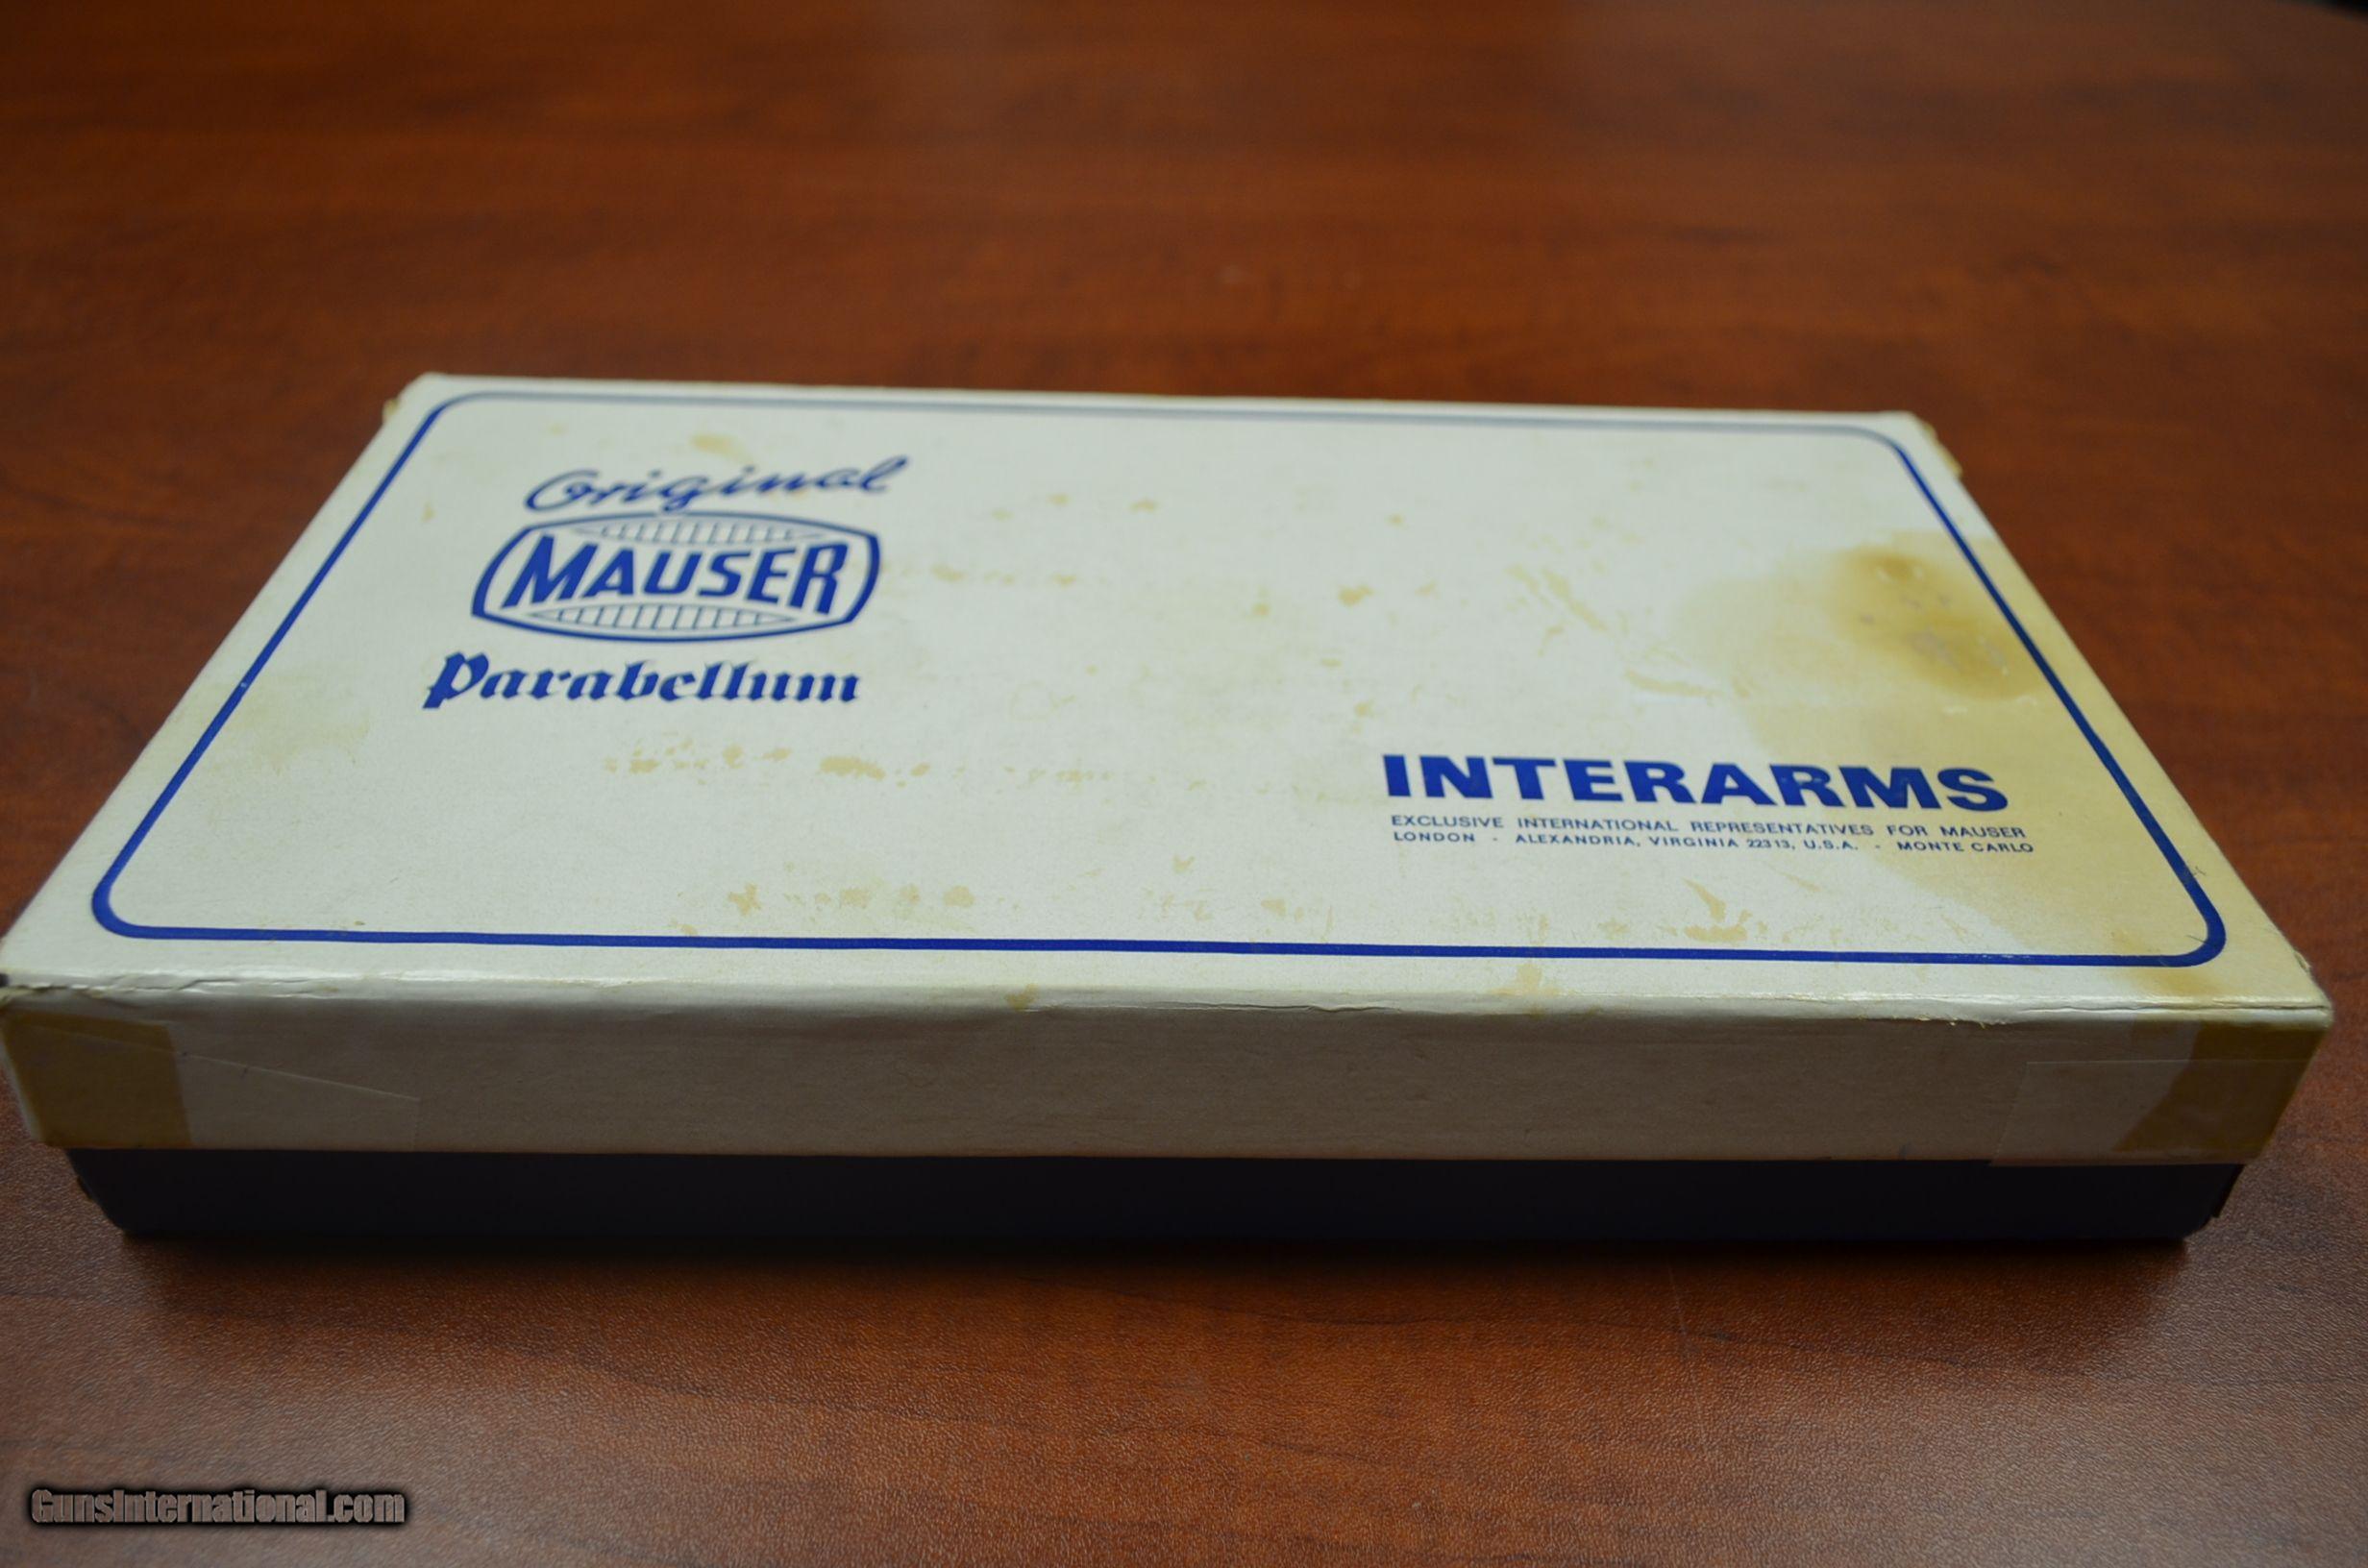 Original
MAUSER
Parabellum
INTERARMS
EXCLUSIVE INTERNATIONAL REPRESENTATIVES FOR MAUSER
LONDON - ALEXANDRIA, VIRGINIA 22313, U.S.A. - MONTE CARLO
GunsInternational.com